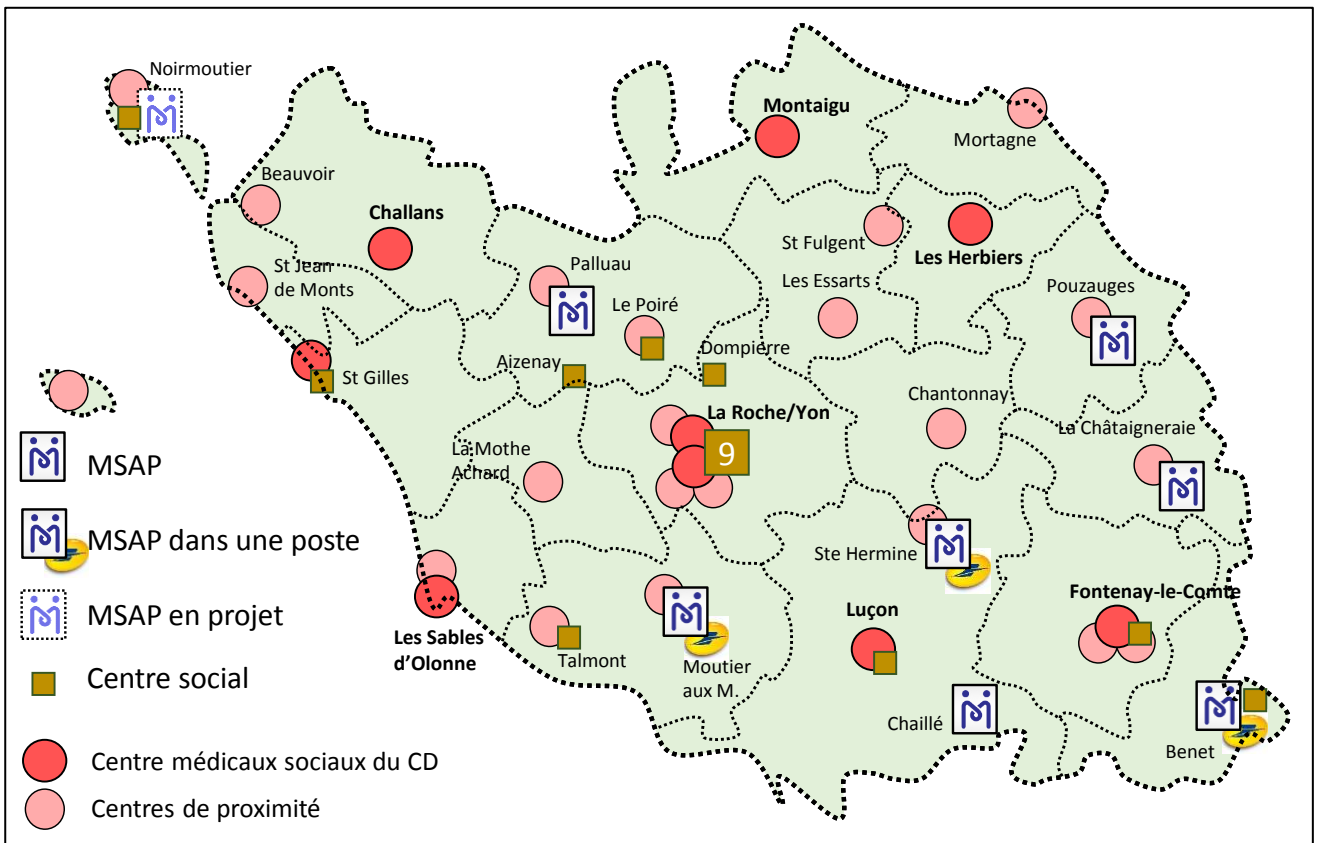 Noirmoutier
Montaigu
Mortagne
Beauvoir
Challans
St Fulgent
Les Herbiers
St Jean
de Monts
Palluau
Les Essarts
Pouzauges
Le Poiré
Dompierre
Aizenay
St Gilles
Chantonnay
La Roche/Yon
9
La Châtaigneraie
La Mothe
Achard
MSAP
MSAP dans une poste
Ste Hermine
MSAP en projet
Fontenay-le-Comte
Luçon
Les Sables
d’Olonne
Talmont
Moutier
aux M.
Centre social
Chaillé
Benet
Centre médicaux sociaux du CD
Centres de proximité